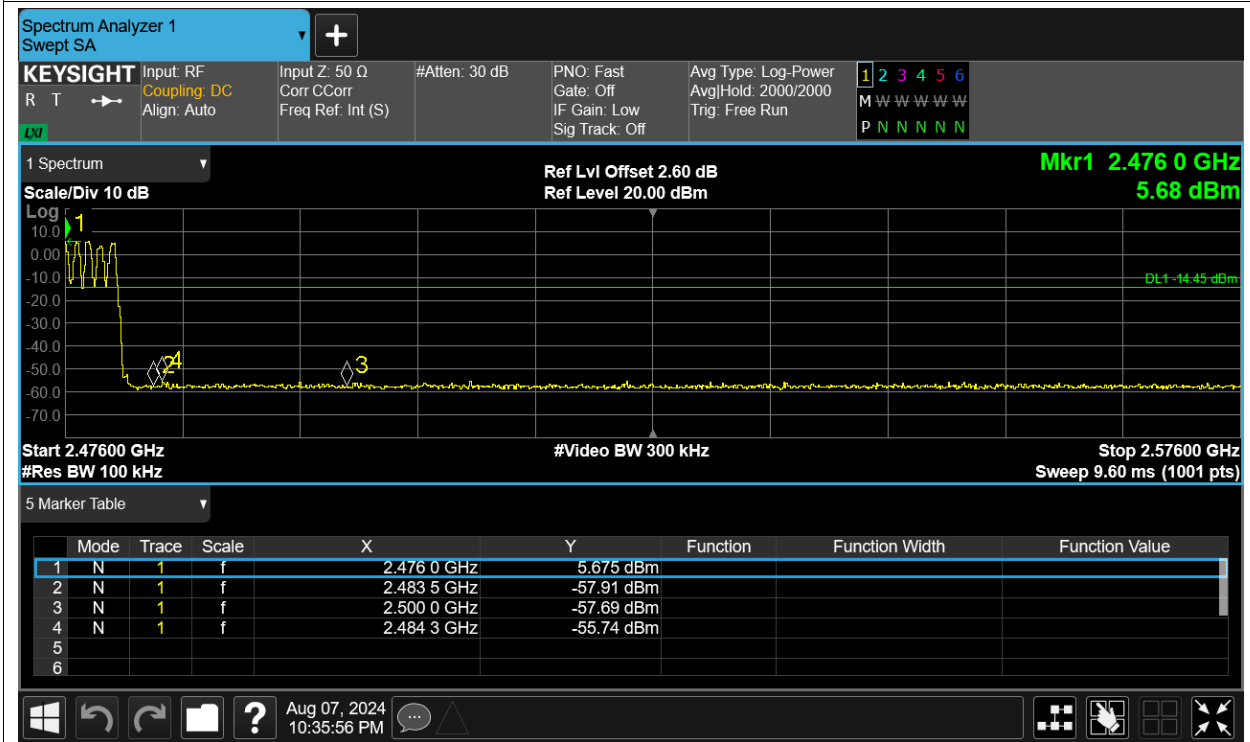 Spectrum Analyzer 1
Swept SA
+
KEYSIGHT
R T
LXI
Input: RF
Coupling: DC
Align: Auto
Input Z: 50 Ω
Corr CCorr
Freq Ref: Int (S)
#Atten: 30 dB
PNO: Fast
Gate: Off
IF Gain: Low
Sig Track: Off
Avg Type: Log-Power
Avg|Hold: 2000/2000
Trig: Free Run
1 2 3 4 5 6
M W W W W W
P N N N N N
1 Spectrum
Scale/Div 10 dB
Ref Lvl Offset 2.60 dB
Ref Level 20.00 dBm
Mkr1 2.476 0 GHz
5.68 dBm
Log
10.0
0.00
-10.0
-20.0
-30.0
-40.0
-50.0
-60.0
-70.0
1
2
4
3
DL1 -14.45 dBm
Start 2.47600 GHz
#Res BW 100 kHz
#Video BW 300 kHz
Stop 2.57600 GHz
Sweep 9.60 ms (1001 pts)
5 Marker Table
Mode Trace Scale X Y Function Function Width Function Value
1 N 1 f 2.476 0 GHz 5.675 dBm
2 N 1 f 2.483 5 GHz -57.91 dBm
3 N 1 f 2.500 0 GHz -57.69 dBm
4 N 1 f 2.484 3 GHz -55.74 dBm
5
6
?
Aug 07, 2024
10:35:56 PM